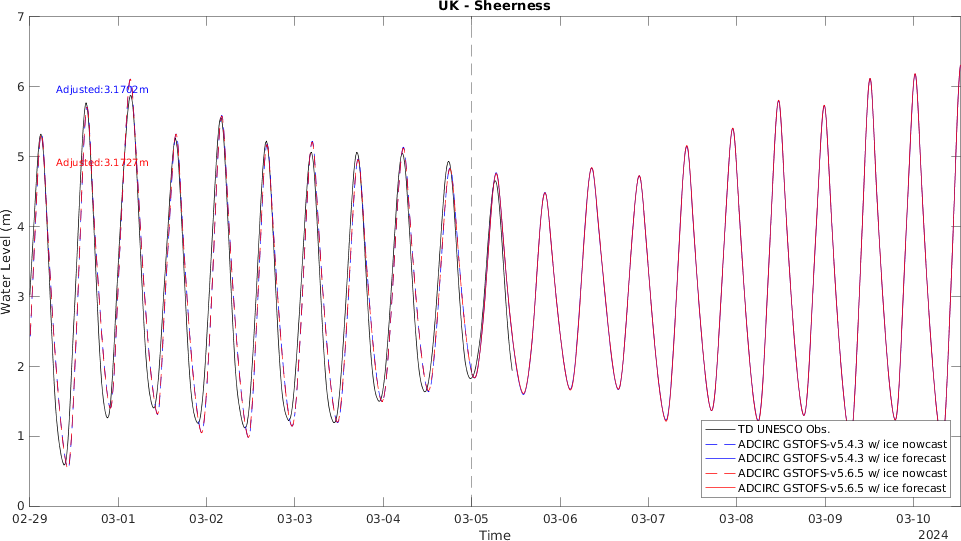 UK - Sheerness
7
6
5
4
3
2
1
0
Water Level (m)
Adjusted:3.1702m
Adjusted:3.1727m
TD UNESCO Obs.
ADCIRC GSTOFS-v5.4.3 w/ ice nowcast
ADCIRC GSTOFS-v5.4.3 w/ ice forecast
ADCIRC GSTOFS-v5.6.5 w/ ice nowcast
ADCIRC GSTOFS-v5.6.5 w/ ice forecast
02-29 03-01 03-02 03-03 03-04 03-05 03-06 03-07 03-08 03-09 03-10
Time
2024